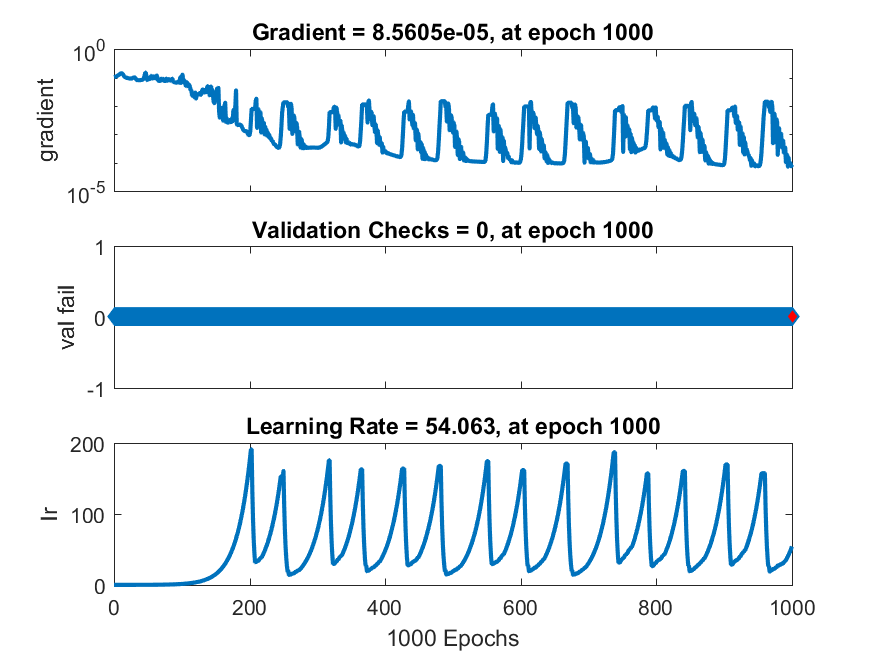 Gradient = 8.5605e-05, at epoch 1000
10^0
gradient
10^-5
Validation Checks = 0, at epoch 1000
1
val fail
0
-1
Learning Rate = 54.063, at epoch 1000
200
lr
100
0
0 200 400 600 800 1000
1000 Epochs